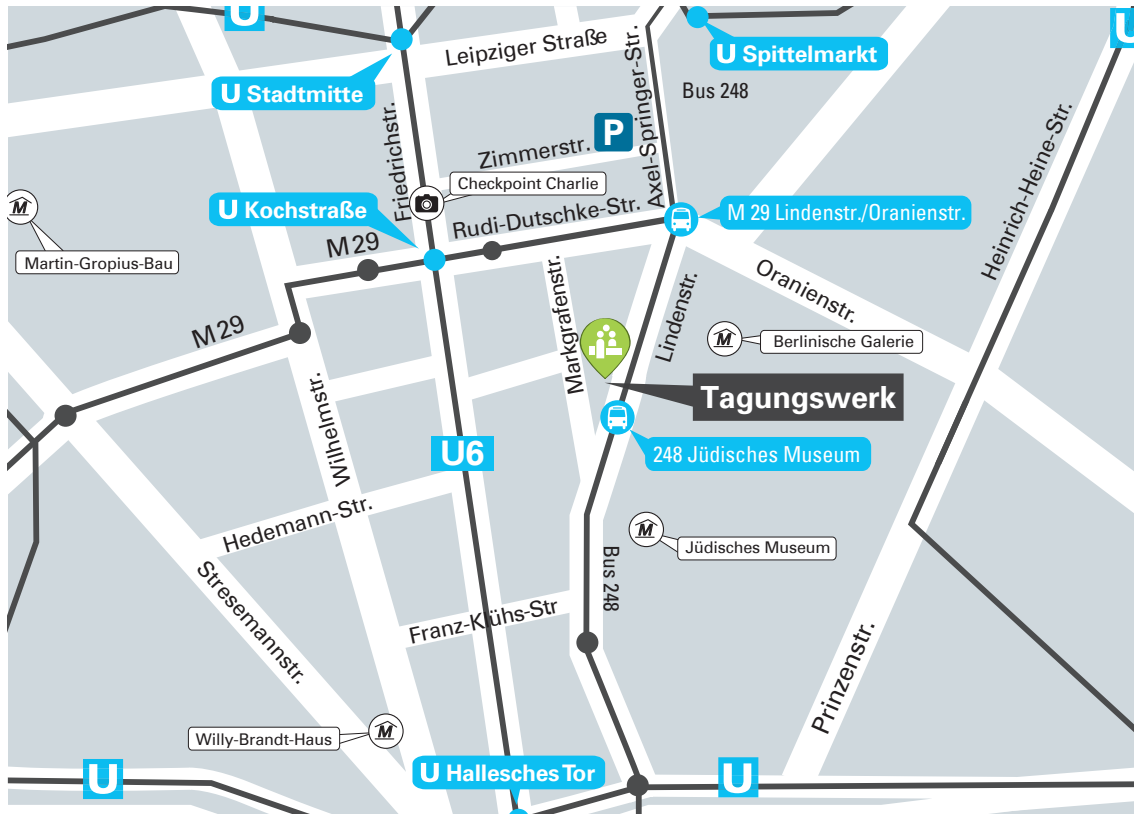 U
U
Leipziger Straße
U Spittelmarkt
U Stadtmitte
Bus 248
Friedrichstr.
Zimmerstr.
P
Axel-Springer-Str.
Heinrich-Heine-Str.
Checkpoint Charlie
U Kochstraße
Rudi-Dutschke-Str.
M 29 Lindenstr./Oranienstr.
M
Martin-Gropius-Bau
M 29
Oranienstr.
Markgrafenstr.
Lindenstr.
M 29
M
Berlinische Galerie
Wilhelmstr.
Tagungswerk
U6
248 Jüdisches Museum
Hedemann-Str.
M
Jüdisches Museum
Bus 248
Stresemannstr.
Franz-Klühs-Str
Prinzenstr.
M
Willy-Brandt-Haus
U
U Hallesches Tor
U